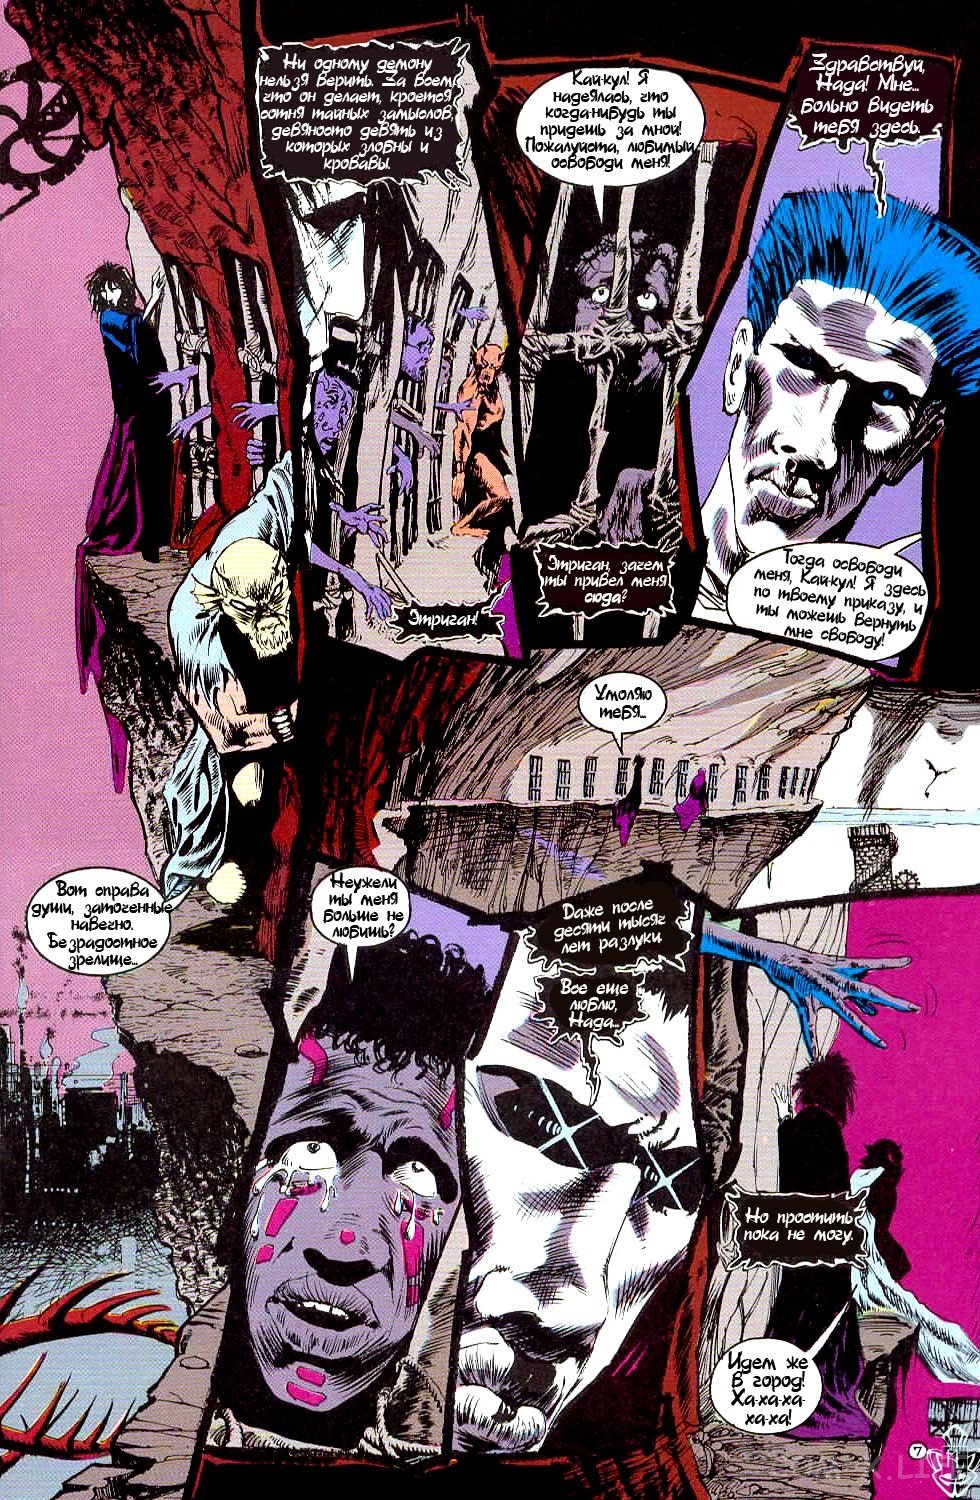 Ни одному демону
нельзя верить. За всем,
что он делает, кроется
сотня тайных замыслов,
девяносто девять из
которых злобны и
кровавы.
Кай-кул! Я
надеялась, что
когда-нибудь ты
придешь за мной!
Пожалуйста, любимый,
освободи меня!
Здравствуй,
Нада! Мне...
больно видеть
тебя здесь.
Этриган!
Этриган, зачем
ты привел меня
сюда?
Тогда освободи
меня, Кай-кул! Я здесь
по твоему приказу, и
ты можешь вернуть
мне свободу!
Умоляю
тебя...
Вот оправа
души, заточенные
навечно.
Безрадостное
зрелище...
Неужели
ты меня
больше не
любишь?
Даже после
десяти тысяч
лет разлуки.
Все еще
люблю,
Нада...
Но простить
пока не могу.
Идем же
в город!
Ха-ха-ха-
ха-ха!
7